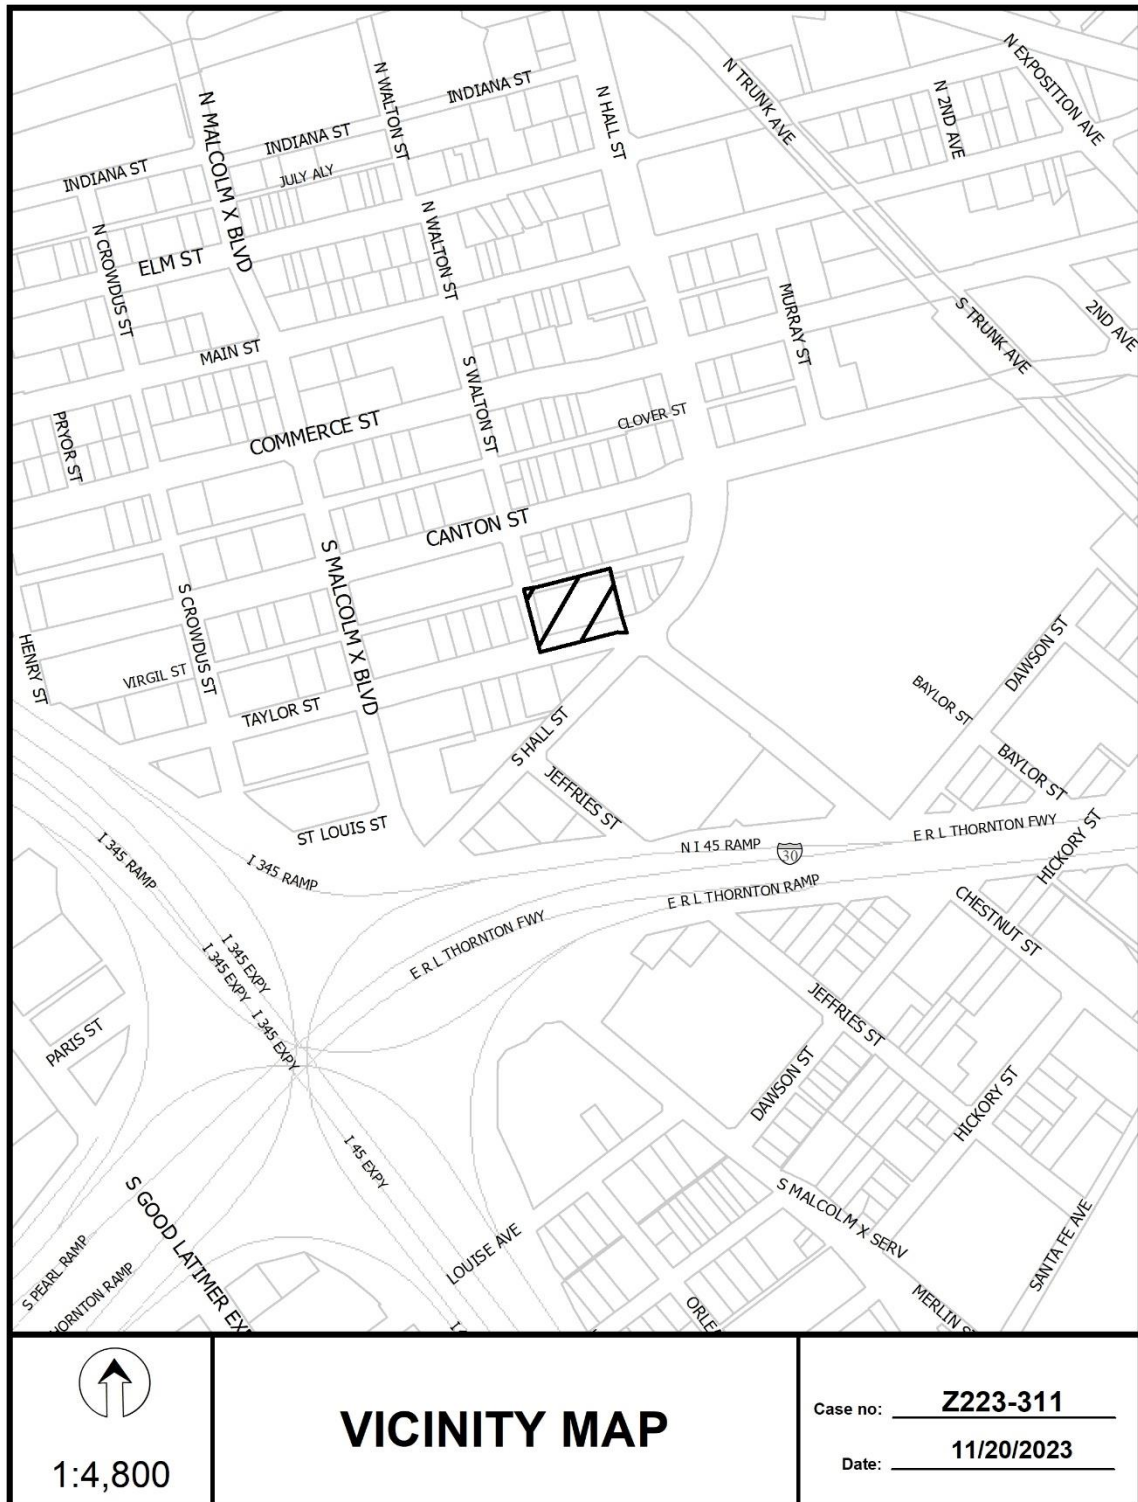 N EXPOSITION AVE
N TRUNK AVE
N WALTON ST
INDIANA ST
N 2ND AVE
N HALL ST
N MALCOLM X BLVD
INDIANA ST
INDIANA ST
JULY ALY
N CROWDUS ST
N WALTON ST
ELM ST
MURRAY ST
S TRUNK AVE
2ND AVE
MAIN ST
S WALTON ST
PRYOR ST
COMMERCE ST
CLOVER ST
CANTON ST
S MALCOLM X BLVD
S CROWDUS ST
HENRY ST
VIRGIL ST
TAYLOR ST
DAWSON ST
BAYLOR ST
S HALL ST
BAYLOR ST
JEFFRIES ST
ST LOUIS ST
E R L THORNTON FWY
N I 45 RAMP
30
HICKORY ST
I 345 RAMP
I 345 RAMP
E R L THORNTON RAMP
CHESTNUT ST
E R L THORNTON FWY
I 345 EXPY
I 345 EXPY
I 345 EXPY
JEFFRIES ST
PARIS ST
DAWSON ST
HICKORY ST
I 45 EXPY
S GOOD LATIMER EX
S MALCOLM X SERV
SANTA FE AVE
LOUISE AVE
S PEARL RAMP
HORNTON RAMP
ORLE
MERLIN S
1:4,800
VICINITY MAP
Case no: Z223-311
Date: 11/20/2023